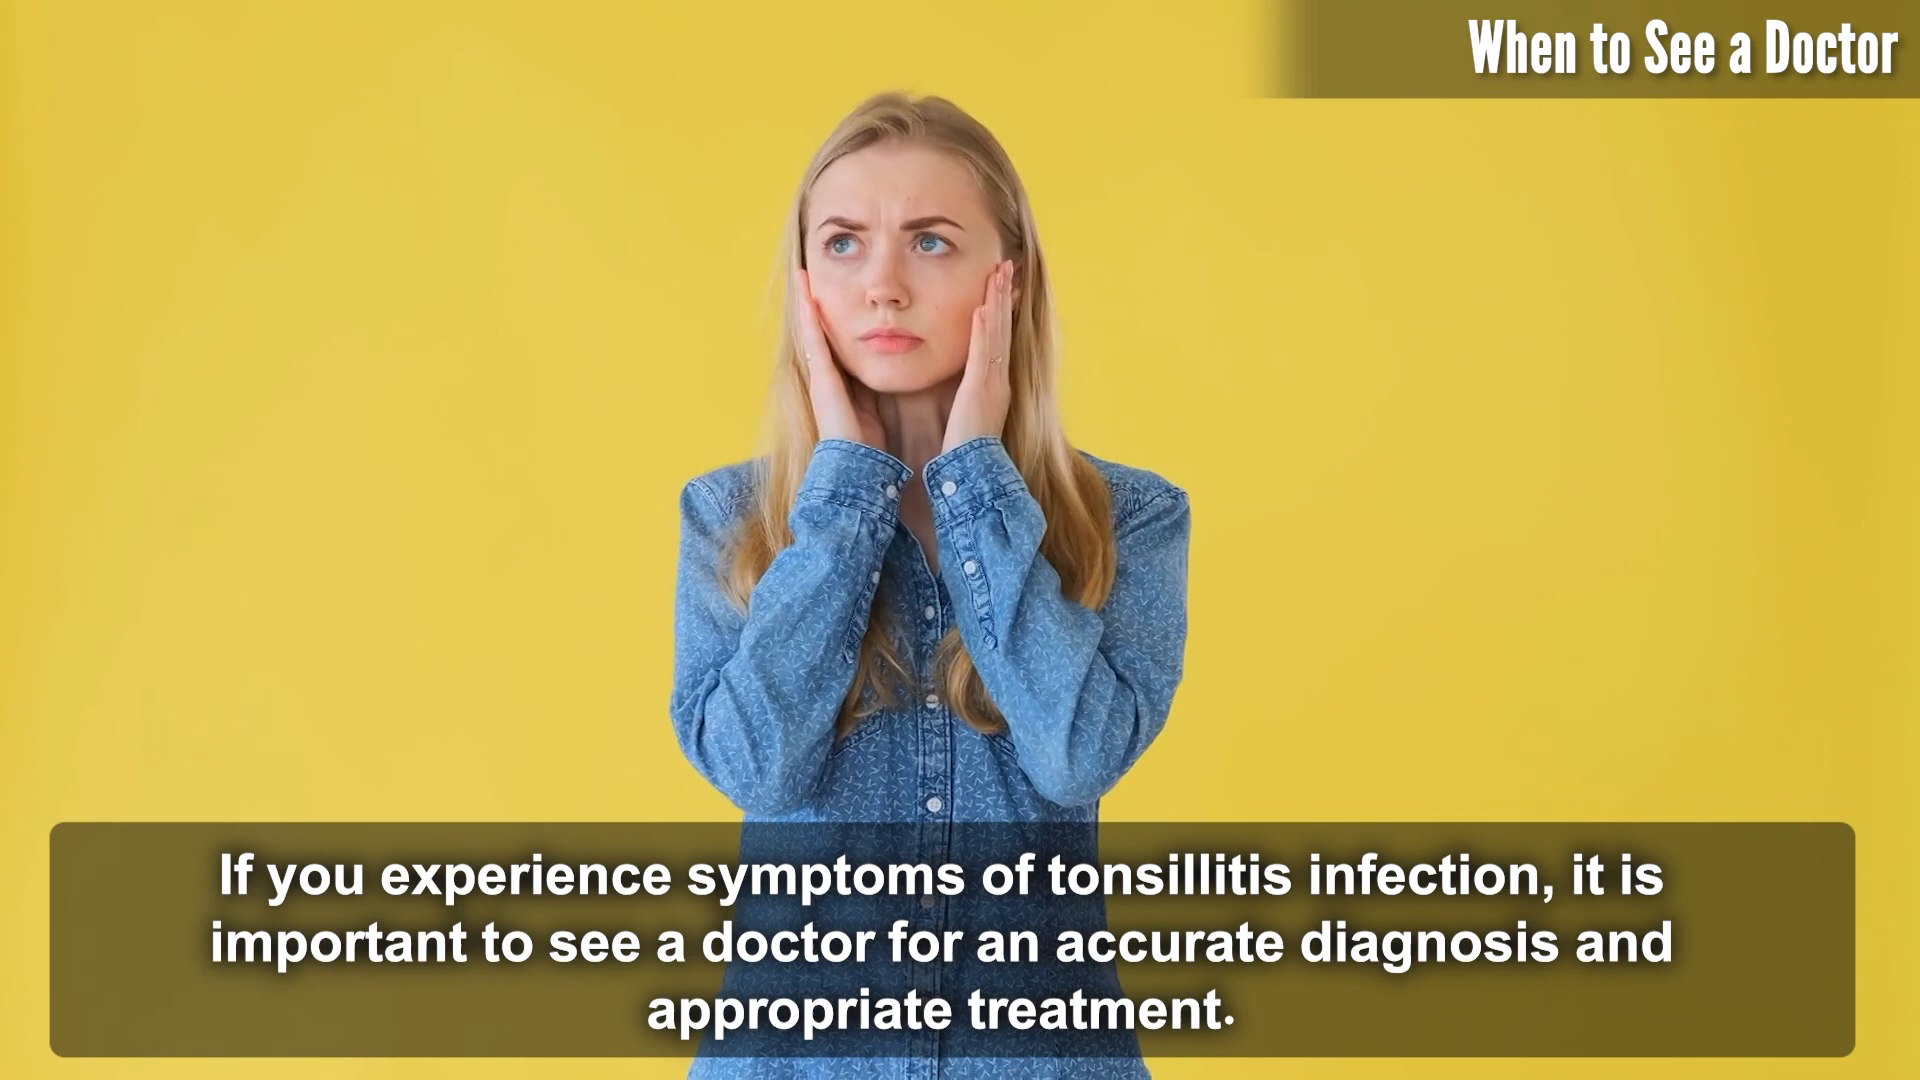 When to See a Doctor
If you experience symptoms of tonsillitis infection, it is
important to see a doctor for an accurate diagnosis and
appropriate treatment.